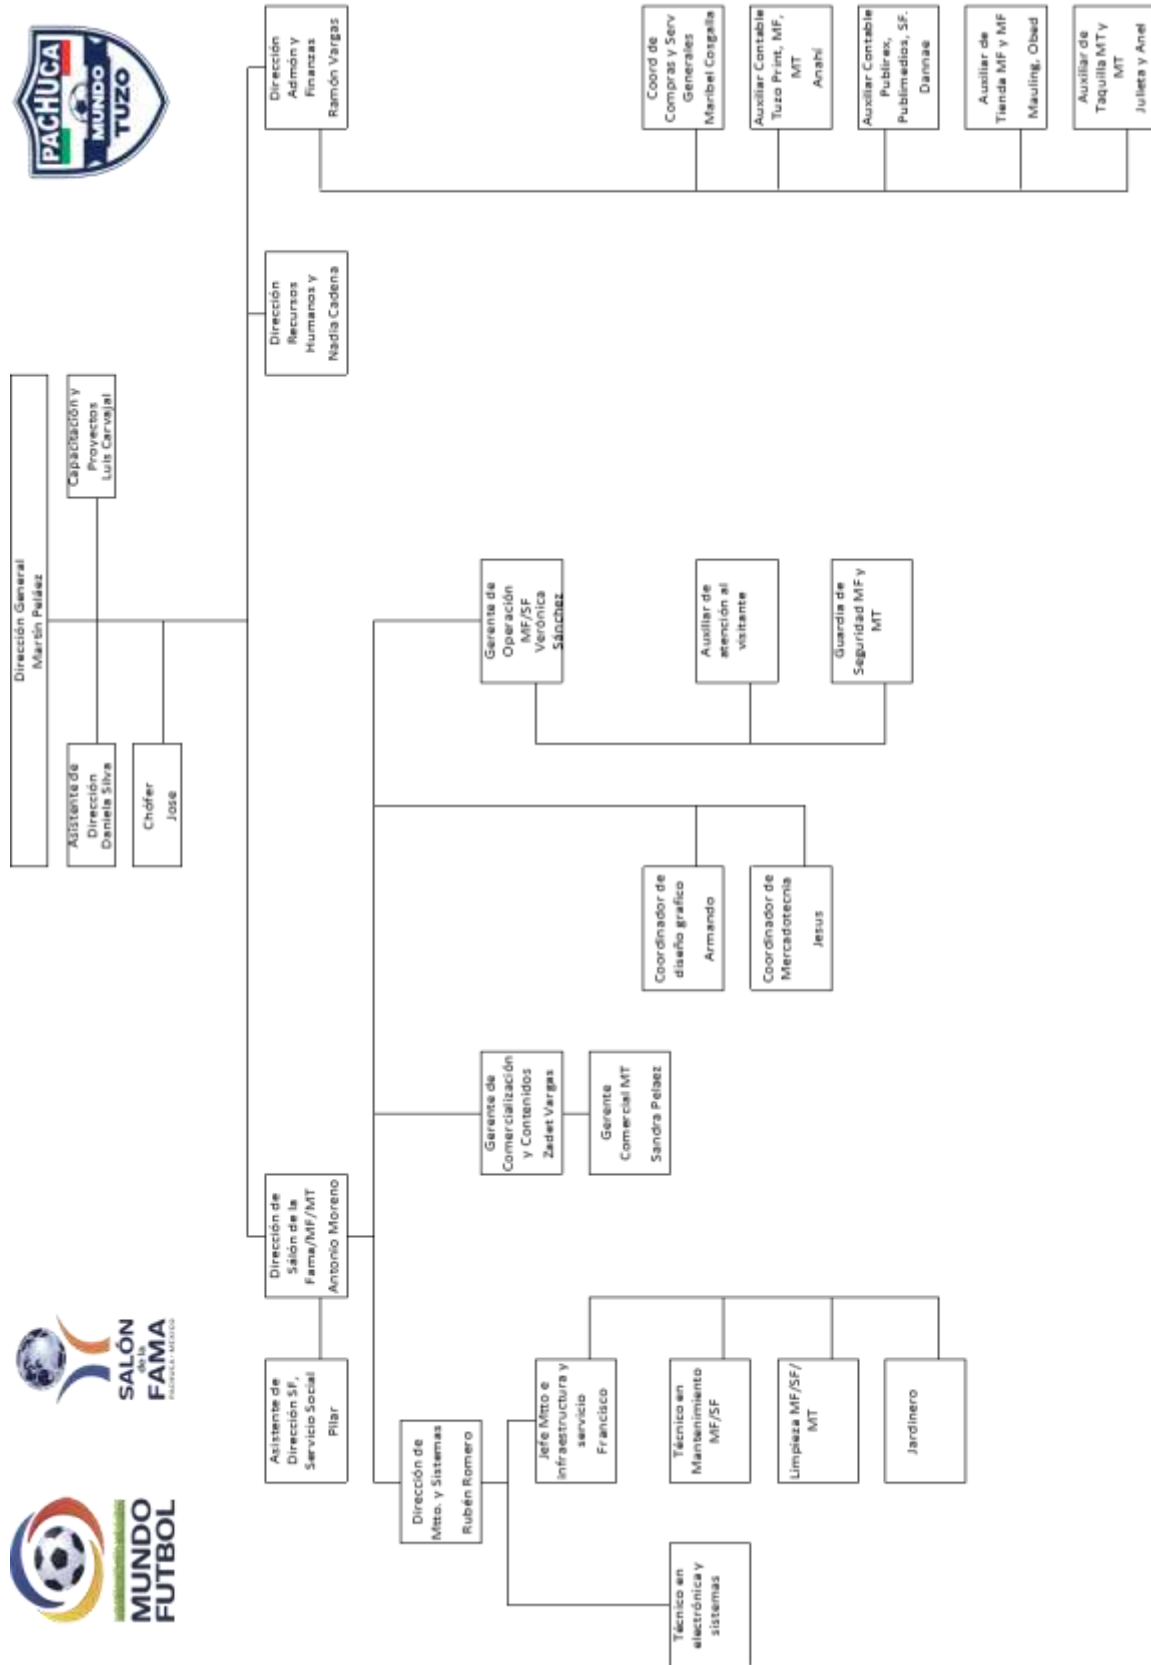 MUNDO
FUTBOL
SALÓN
de la
FAMA
PACHUCA · MÉXICO
PACHUCA
MUNDO
TUZO
Dirección General
Martín Peláez
Asistente de
Dirección
Daniela Silva
Capacitación y
Proyectos
Luis Carvajal
Chófer
Jose
Asistente de
Dirección SF,
Servicio Social
Pilar
Dirección de
Sálón de la
Fama/MF/MT
Antonio Moreno
Dirección
Recursos
Humanos y
Nadia Cadena
Dirección
Admón y
Finanzas
Ramón Vargas
Dirección de
Mtto. y Sistemas
Rubén Romero
Gerente de
Comercialización
y Contenidos
Zadet Vargas
Gerente de
Operación
MF/SF
Verónica
Sánchez
Jefe Mtto e
infraestructura y
servicio
Francisco
Gerente
Comercial MT
Sandra Pelaez
Técnico en
electrónica y
sistemas
Técnico en
Mantenimiento
MF/SF
Coordinador de
diseño grafico
Armando
Auxiliar de
atención al
visitante
Coord de
Compras y Serv
Generales
Maribel Cosgalla
Limpieza MF/SF/
MT
Coordinador de
Mercadotecnia
Jesus
Guardia de
Seguridad MF y
MT
Auxiliar Contable
Tuzo Print, MF,
MT
Anahí
Jardinero
Auxiliar Contable
Publirex,
Publimedios, SF.
Dannae
Auxiliar de
Tienda MF y MF
Mauling, Obed
Auxiliar de
Taquilla MT y
MT
Julieta y Anel